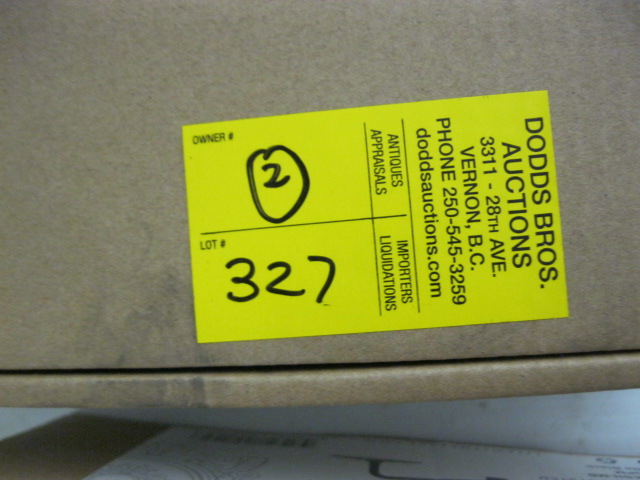 DODDS BROS.
AUCTIONS
3311 - 28TH AVE.
VERNON, B.C.
PHONE 250-545-3259
doddsauctions.com
ANTIQUES
APPRAISALS
IMPORTERS
LIQUIDATIONS
OWNER #
2
LOT #
327